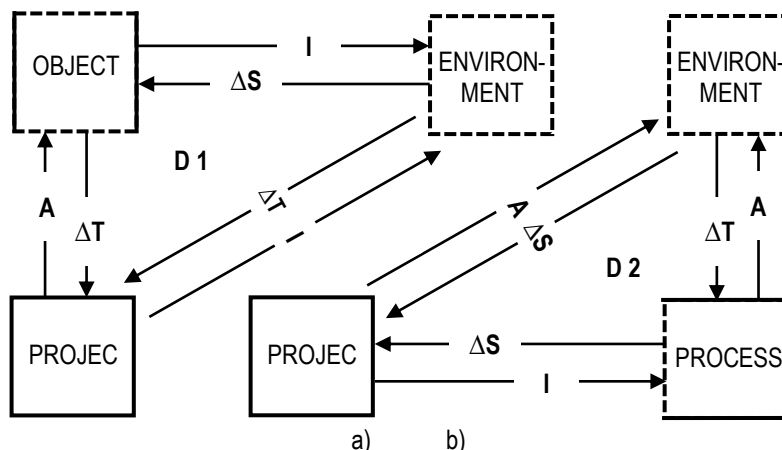 OBJECT
I
ΔS
ENVIRON-
MENT
ENVIRON-
MENT
D 1
A
ΔT
ΔT
I
A
ΔS
ΔT
A
D 2
PROJEC
PROJEC
ΔS
I
PROCESS
a)
b)